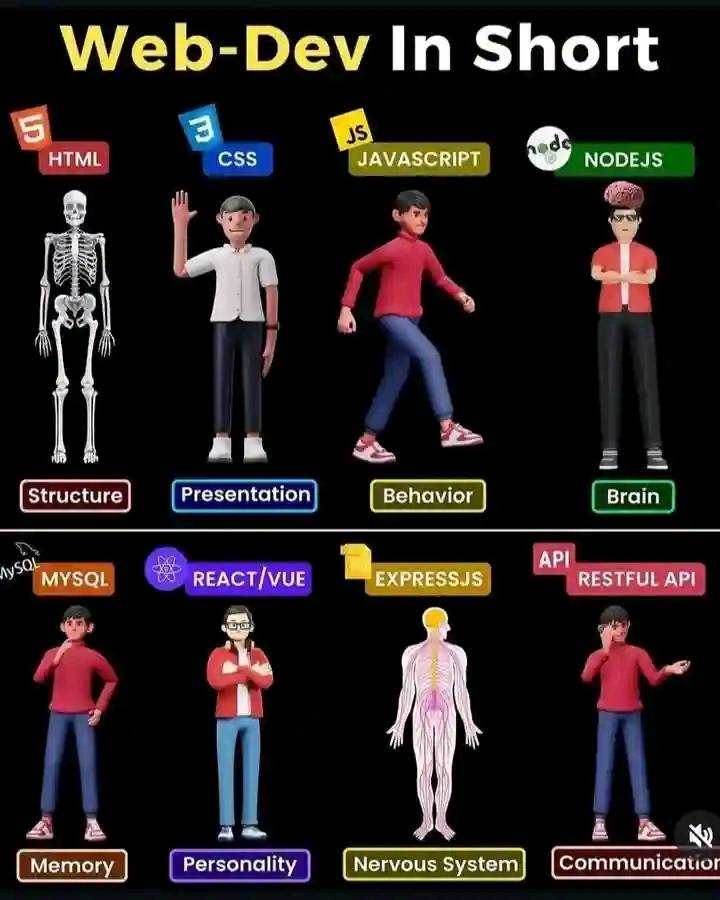 Web-Dev In Short
5
HTML
3
CSS
JS
JAVASCRIPT
node
NODEJS
Structure
Presentation
Behavior
Brain
MySQL
MYSQL
REACT/VUE
EXPRESSJS
API
RESTFUL API
Memory
Personality
Nervous System
Communication